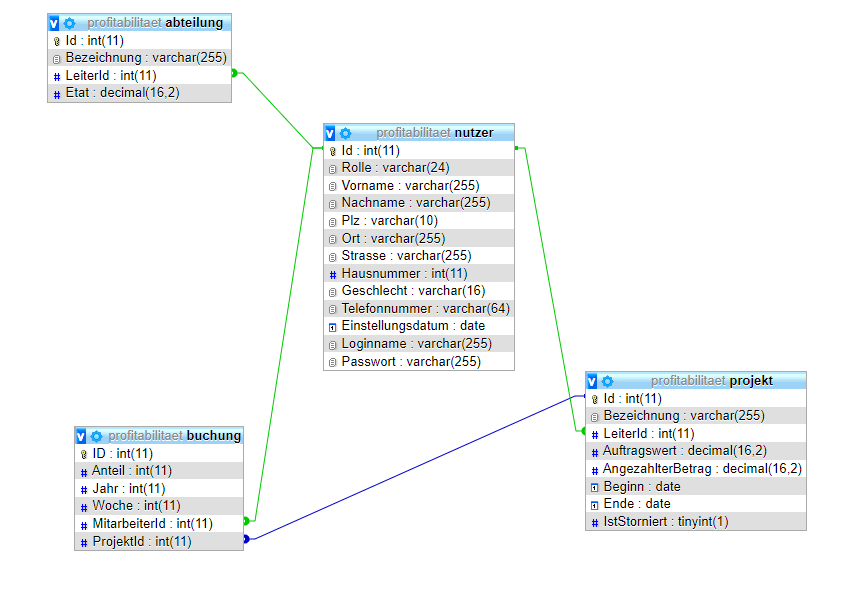 profitabilitaet abteilung
Id : int(11)
Bezeichnung : varchar(255)
# LeiterId : int(11)
# Etat : decimal(16,2)
profitabilitaet nutzer
Id : int(11)
Rolle : varchar(24)
Vorname : varchar(255)
Nachname : varchar(255)
Plz : varchar(10)
Ort : varchar(255)
Strasse : varchar(255)
# Hausnummer : int(11)
Geschlecht : varchar(16)
Telefonnummer : varchar(64)
Einstellungsdatum : date
Loginname : varchar(255)
Passwort : varchar(255)
profitabilitaet projekt
Id : int(11)
Bezeichnung : varchar(255)
# LeiterId : int(11)
# Auftragswert : decimal(16,2)
# AngezahlterBetrag : decimal(16,2)
Beginn : date
Ende : date
# IstStorniert : tinyint(1)
profitabilitaet buchung
ID : int(11)
# Anteil : int(11)
# Jahr : int(11)
# Woche : int(11)
# MitarbeiterId : int(11)
# ProjektId : int(11)